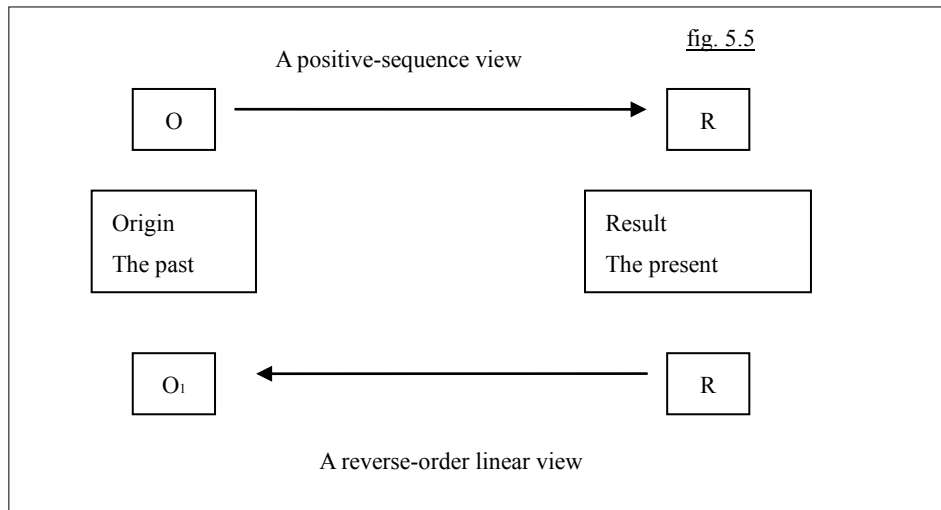 fig. 5.5
A positive-sequence view
O
R
Origin
The past
Result
The present
O₁
R
A reverse-order linear view